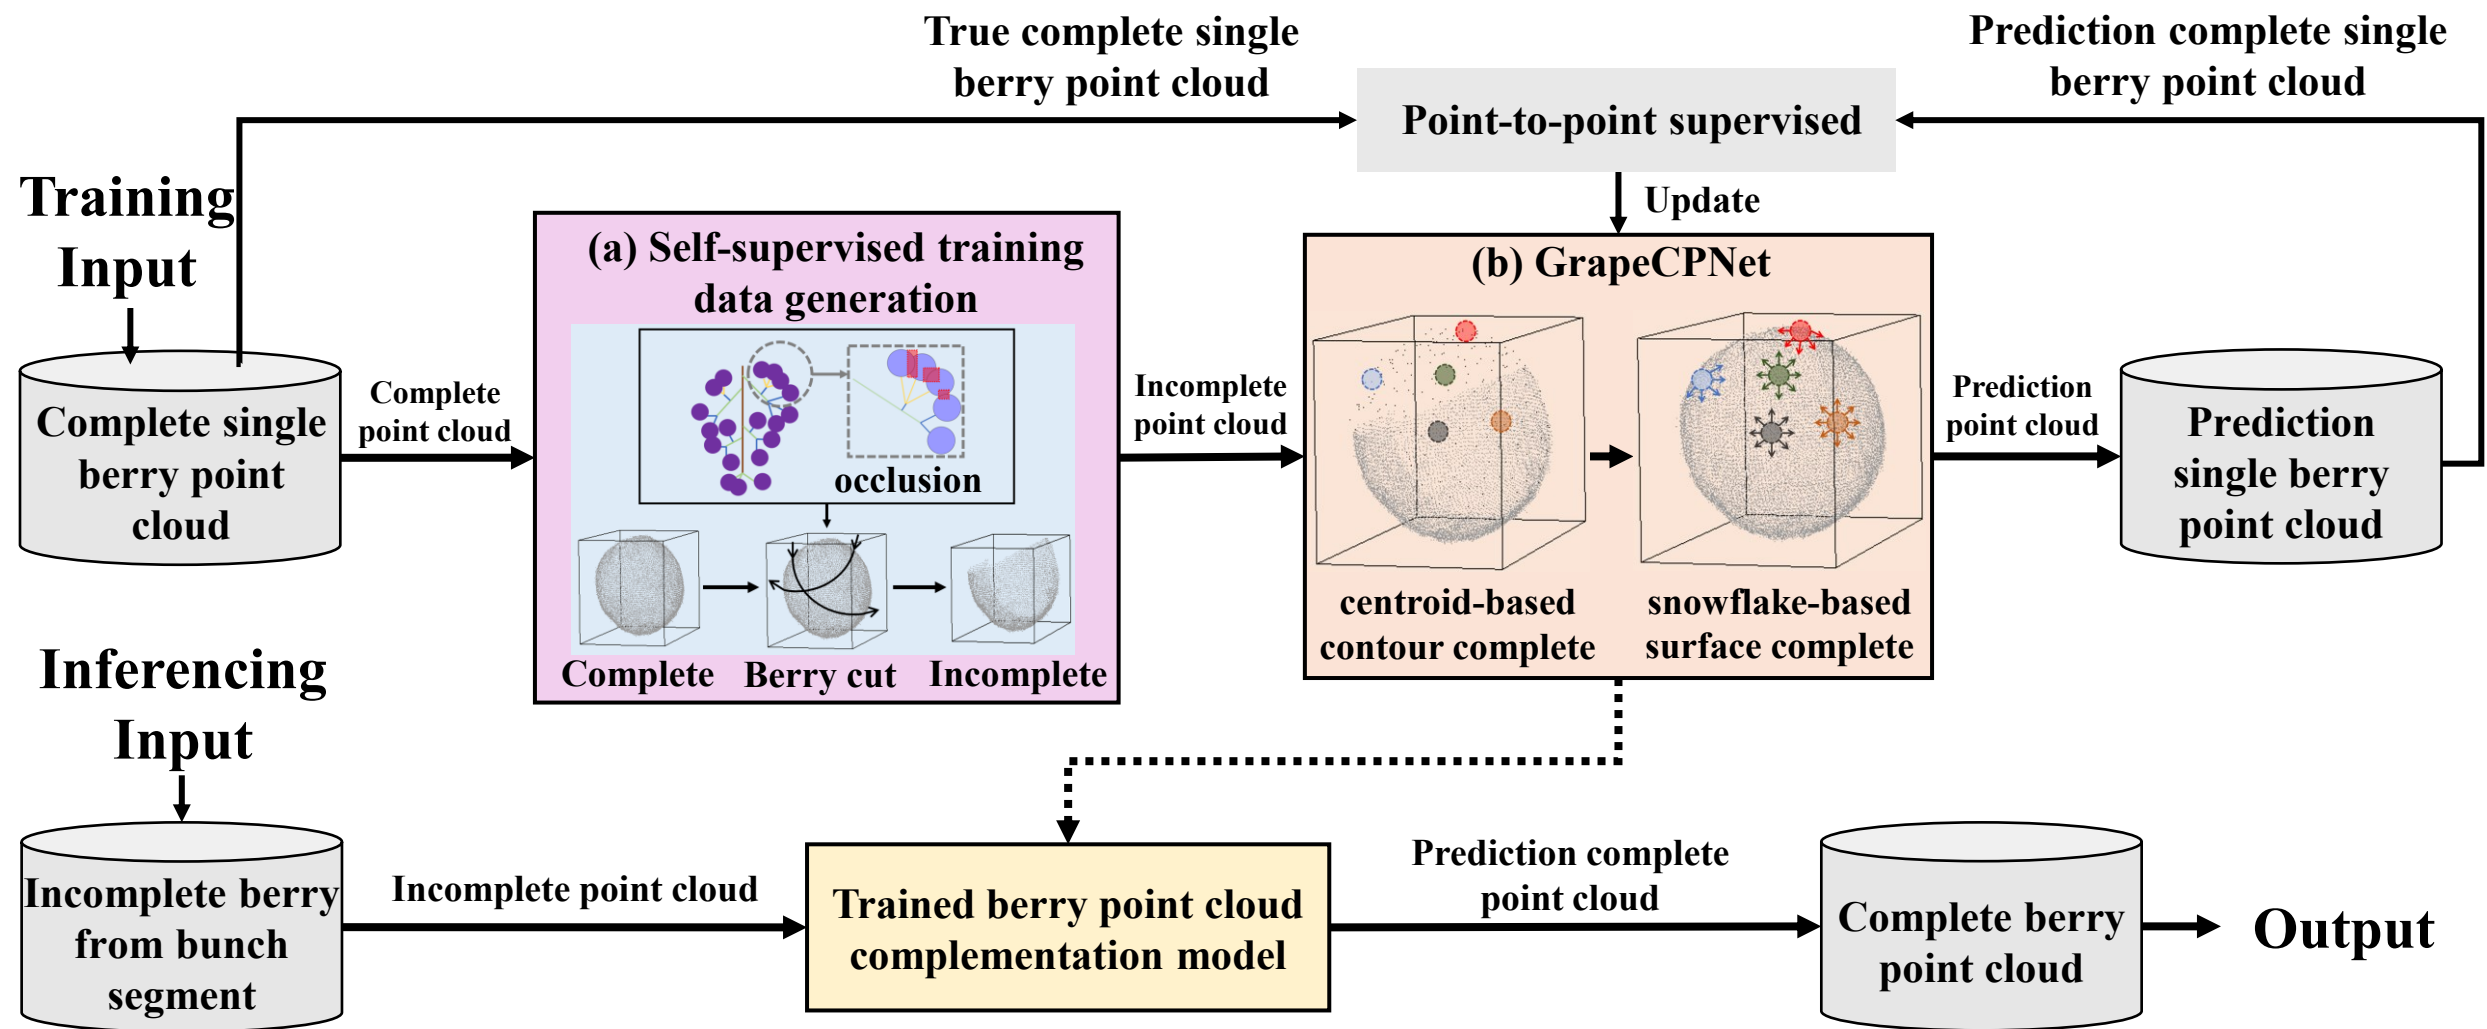 True complete single
berry point cloud
Prediction complete single
berry point cloud
Point-to-point supervised
Update
Training
Input
Complete single
berry point
cloud
Complete
point cloud
(a) Self-supervised training
data generation
occlusion
Complete
Berry cut
Incomplete
Incomplete
point cloud
(b) GrapeCPNet
centroid-based
contour complete
snowflake-based
surface complete
Prediction
point cloud
Prediction
single berry
point cloud
Inferencing
Input
Incomplete berry
from bunch
segment
Incomplete point cloud
Trained berry point cloud
complementation model
Prediction complete
point cloud
Complete berry
point cloud
Output